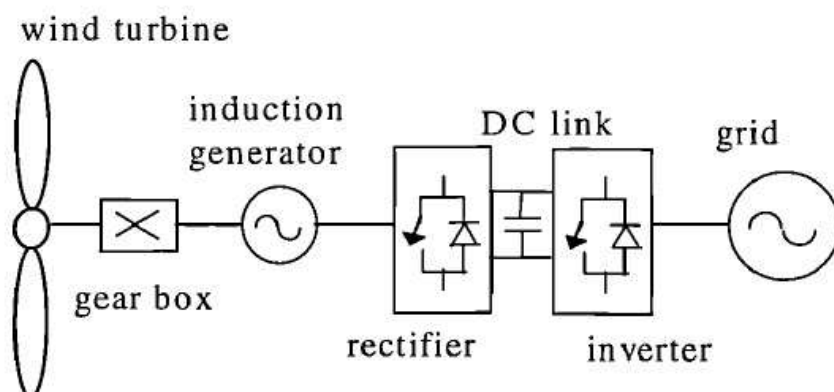 wind turbine
induction
generator
DC link
grid
gear box
rectifier
inverter